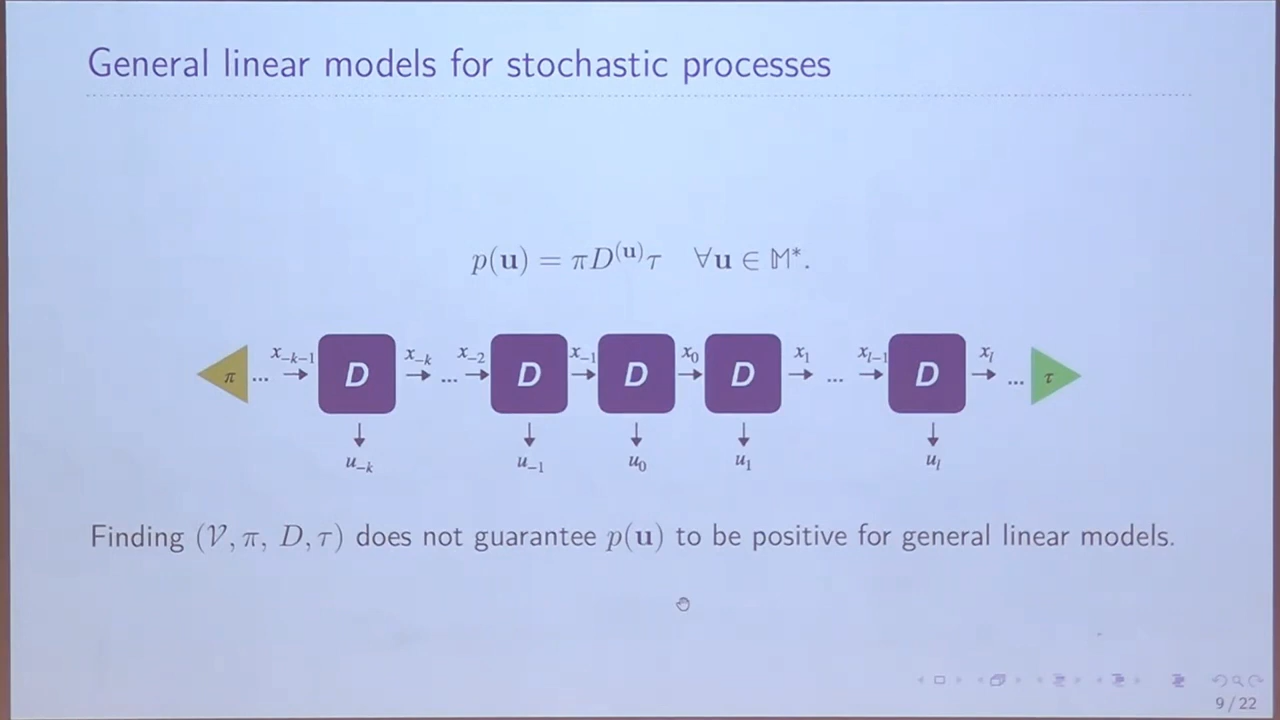 General linear models for stochastic processes
p(𝐮) = πD^(𝐮)τ ∀𝐮 ∈ 𝕄*.
π ... x_{-k-1} D x_{-k} ... x_{-2} D x_{-1} D x_0 D x_1 ... x_{l-1} D x_l ... τ
u_{-k} u_{-1} u_0 u_1 u_l
Finding (𝒱, π, D, τ) does not guarantee p(𝐮) to be positive for general linear models.
9 / 22